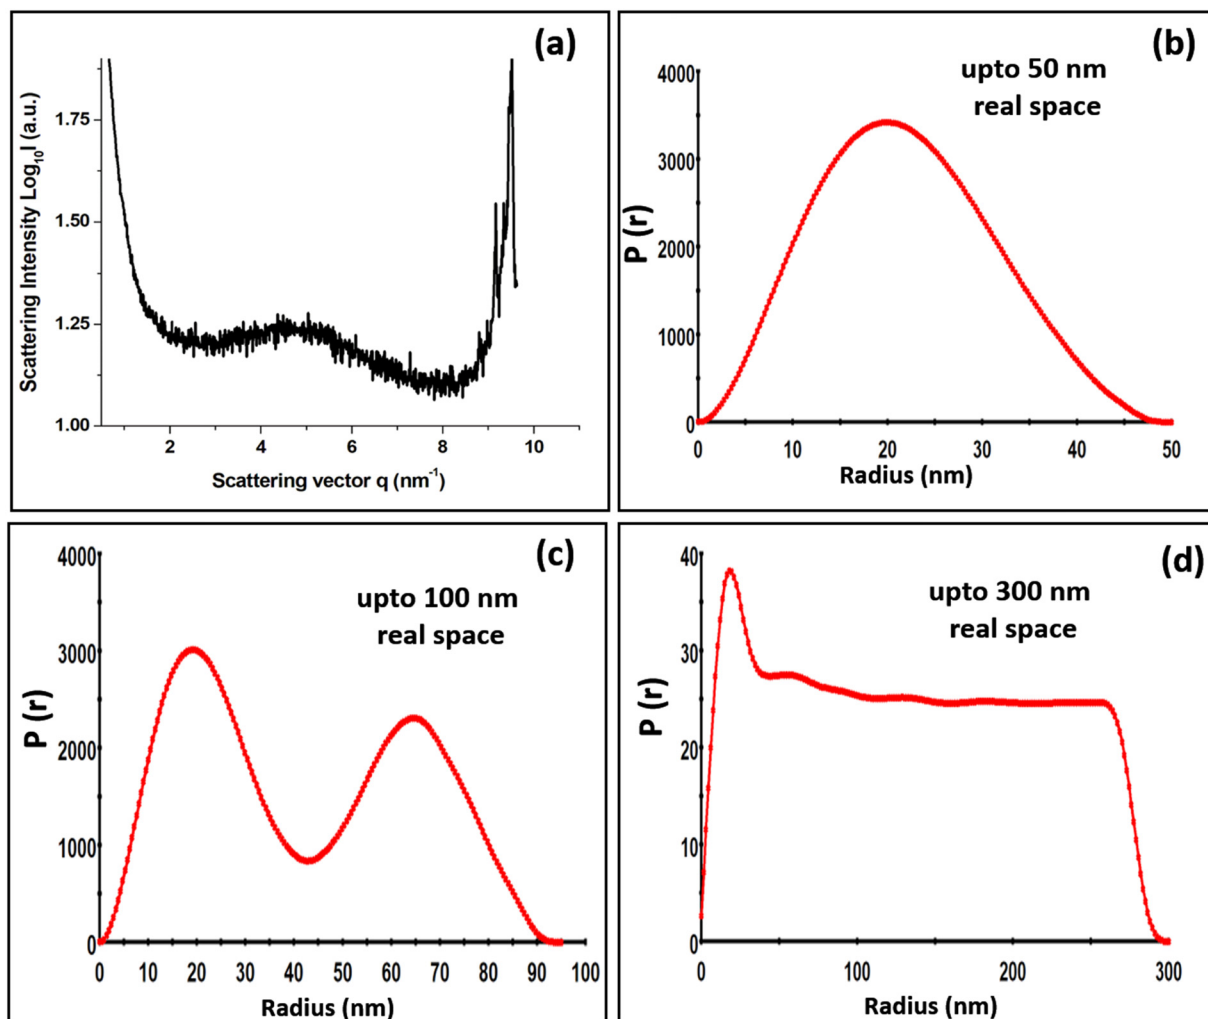 (a)
Scattering Intensity Log₁₀I (a.u.)
1.75
1.50
1.25
1.00
2 4 6 8 10
Scattering vector q (nm⁻¹)
(b)
upto 50 nm
real space
P (r)
4000
3000
2000
1000
0
0 10 20 30 40 50
Radius (nm)
(c)
upto 100 nm
real space
P (r)
4000
3000
2000
1000
0
0 10 20 30 40 50 60 70 80 90 100
Radius (nm)
(d)
upto 300 nm
real space
P (r)
40
30
20
10
0
0 100 200 300
Radius (nm)